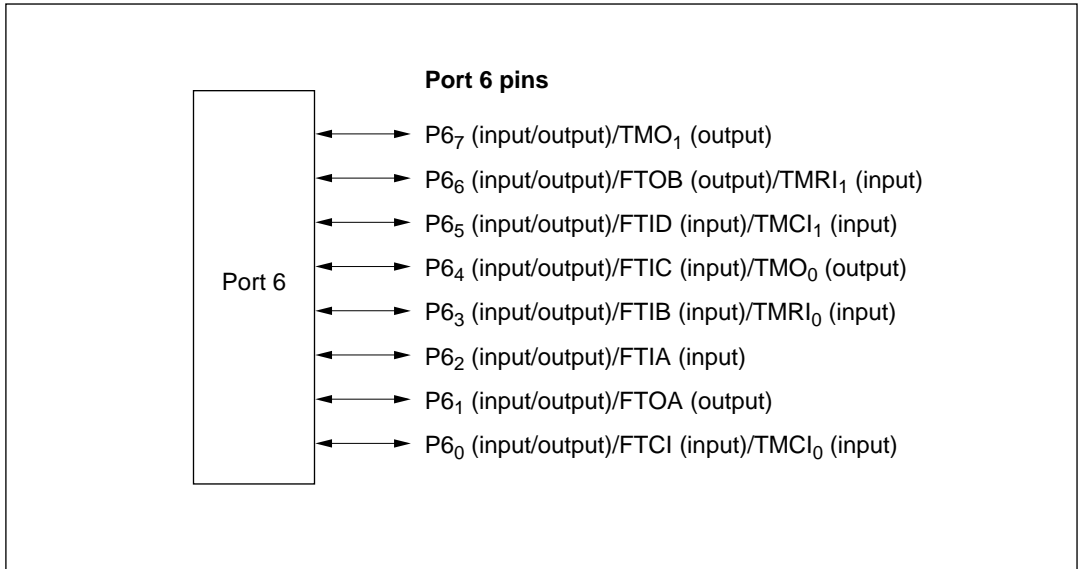 Port 6 pins
P6₇ (input/output)/TMO₁ (output)
P6₆ (input/output)/FTOB (output)/TMRI₁ (input)
P6₅ (input/output)/FTID (input)/TMCI₁ (input)
Port 6
P6₄ (input/output)/FTIC (input)/TMO₀ (output)
P6₃ (input/output)/FTIB (input)/TMRI₀ (input)
P6₂ (input/output)/FTIA (input)
P6₁ (input/output)/FTOA (output)
P6₀ (input/output)/FTCI (input)/TMCI₀ (input)